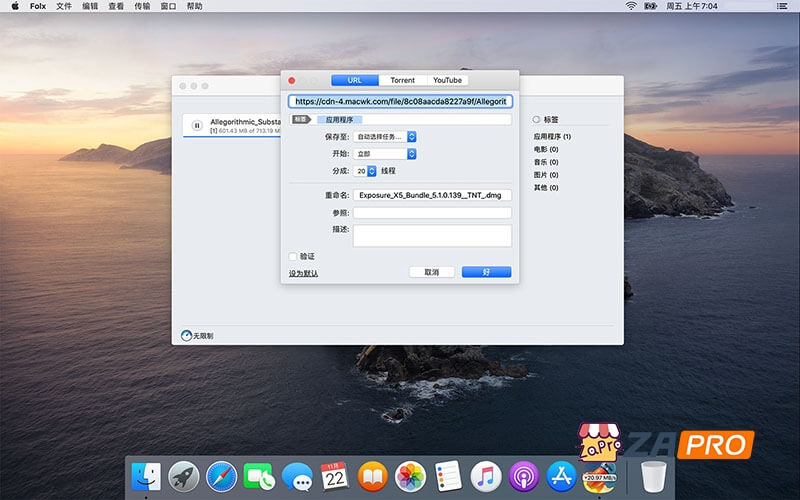 Folx 文件 编辑 查看 传输 窗口 帮助
周五 上午7:04
URL Torrent YouTube
https://cdn-4.macwk.com/file/8c08aacda8227a9f/Allegorit
标签 应用程序
保存至: 自动选择任务...
开始: 立即
分成: 20 线程
重命名: Exposure_X5_Bundle_5.1.0.139__TNT_.dmg
参照:
描述:
验证
设为默认
取消 好
Allegorithmic_Substa
[1] 601.43 MB of 713.19 M
标签
应用程序 (1)
电影 (0)
音乐 (0)
图片 (0)
其他 (0)
无限制
ZaPro
ZAPRO
11月
22
+20.97 MB/s